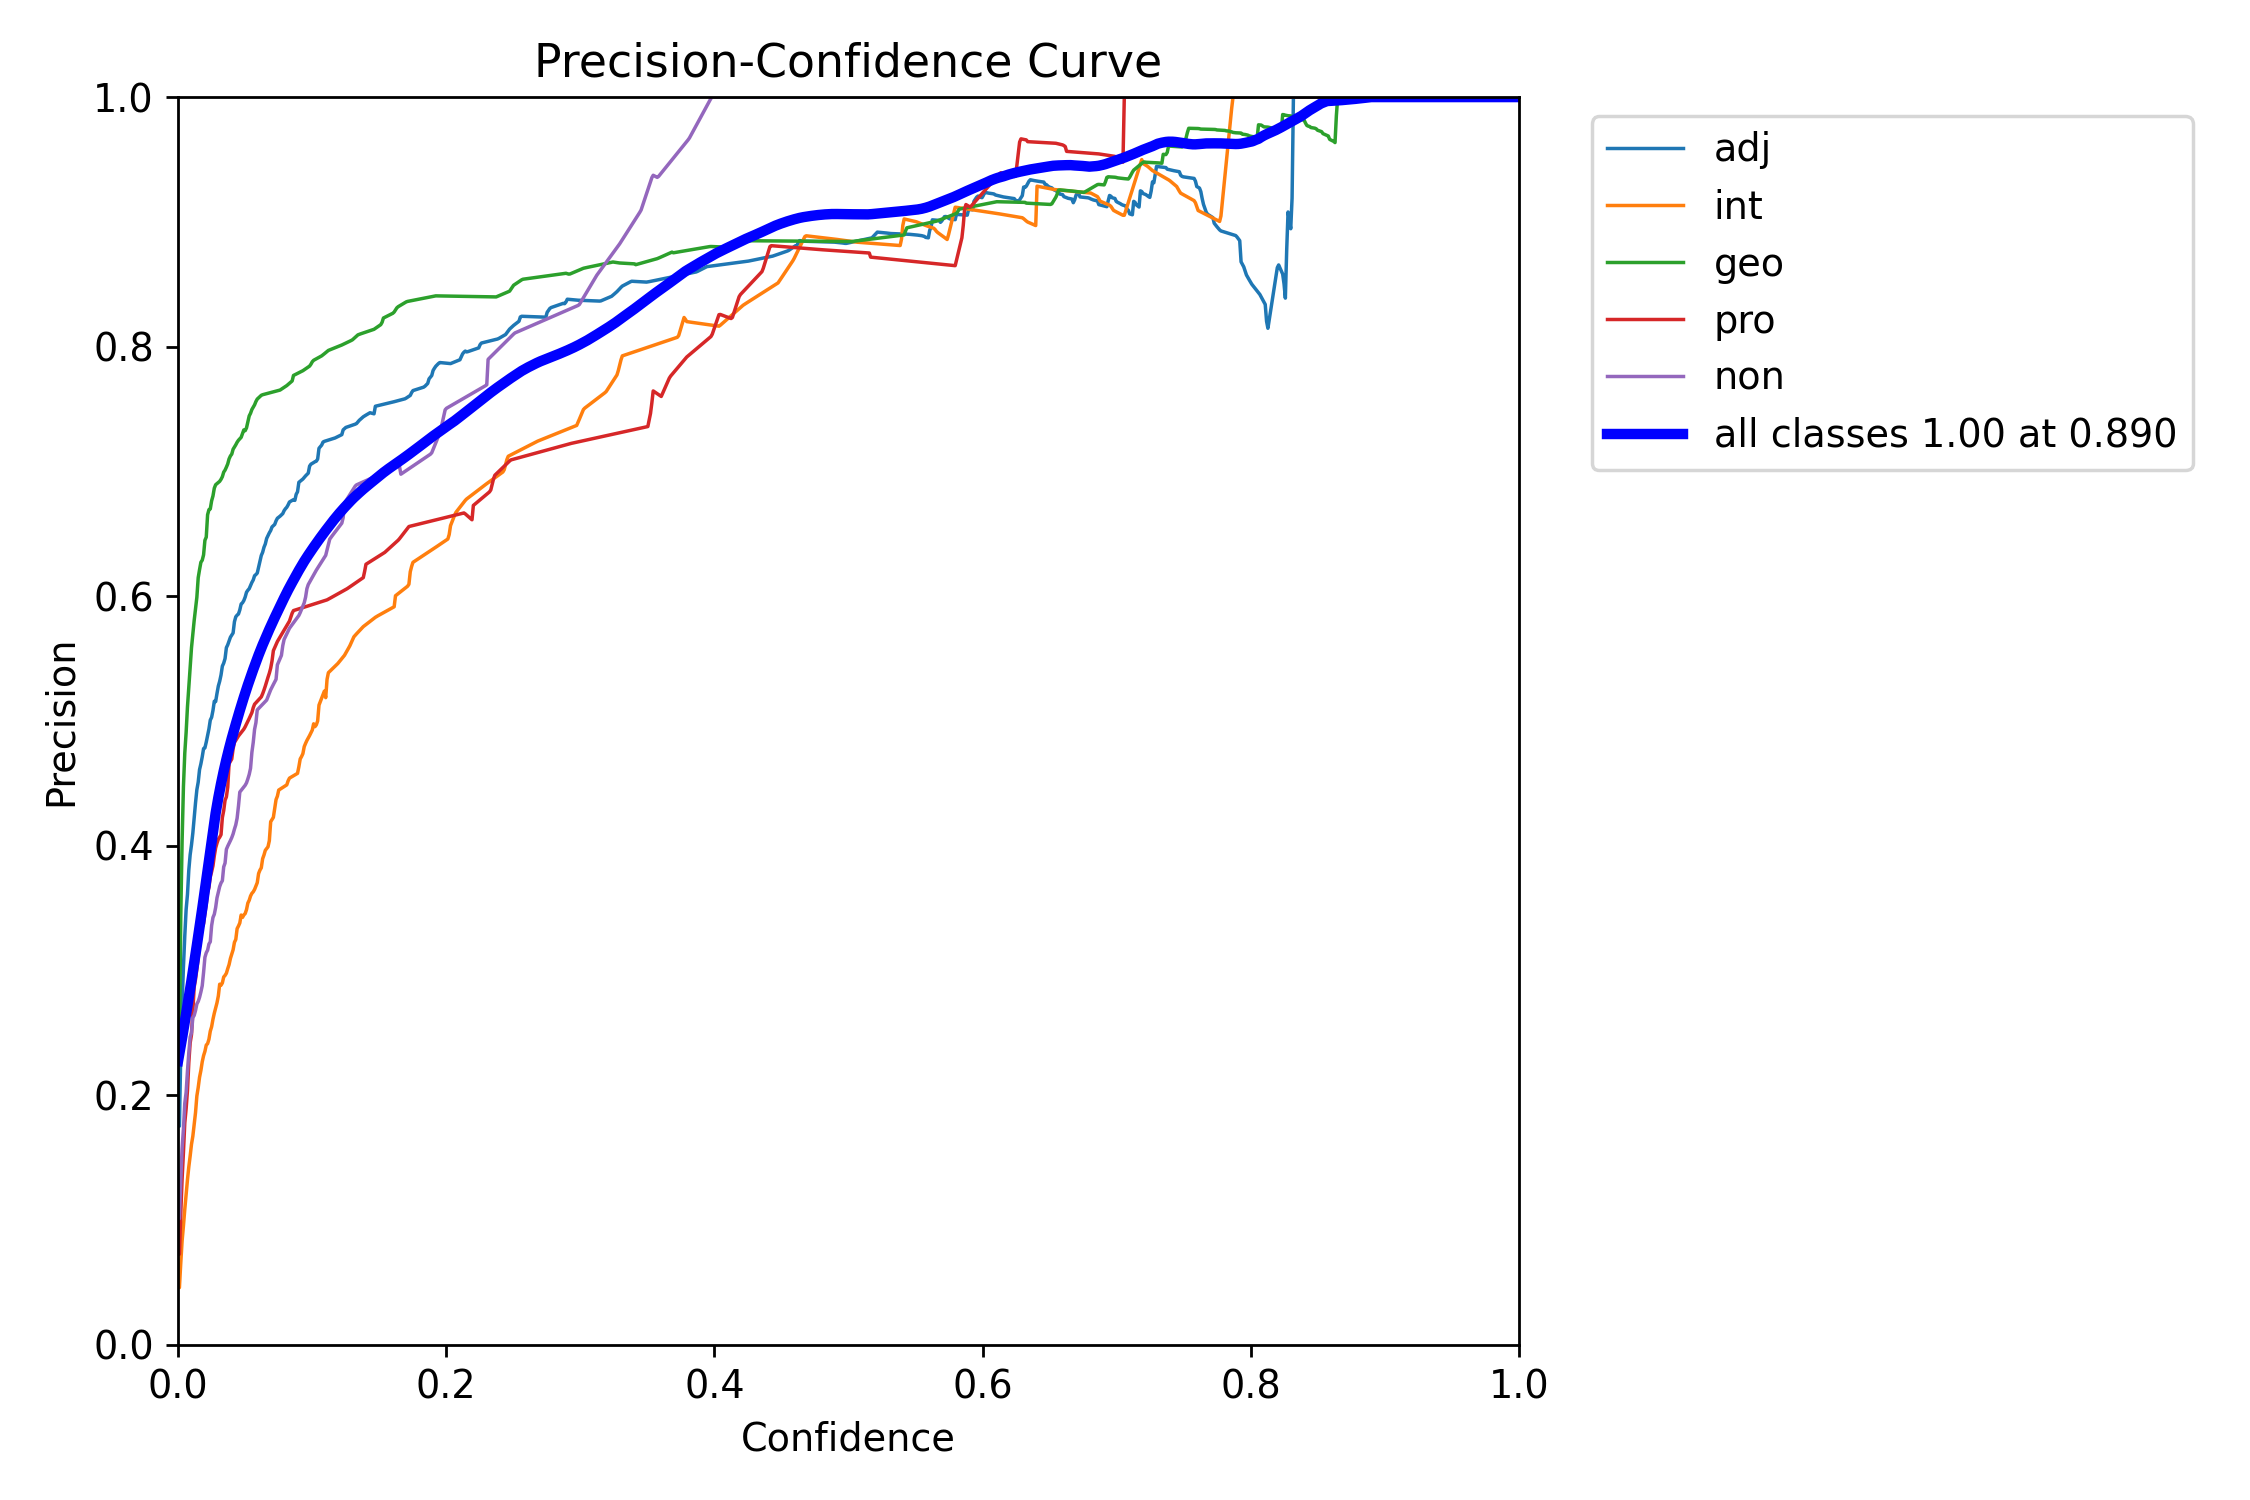 Precision-Confidence Curve
1.0
0.8
0.6
0.4
0.2
0.0
Precision
0.0 0.2 0.4 0.6 0.8 1.0
Confidence
adj
int
geo
pro
non
all classes 1.00 at 0.890